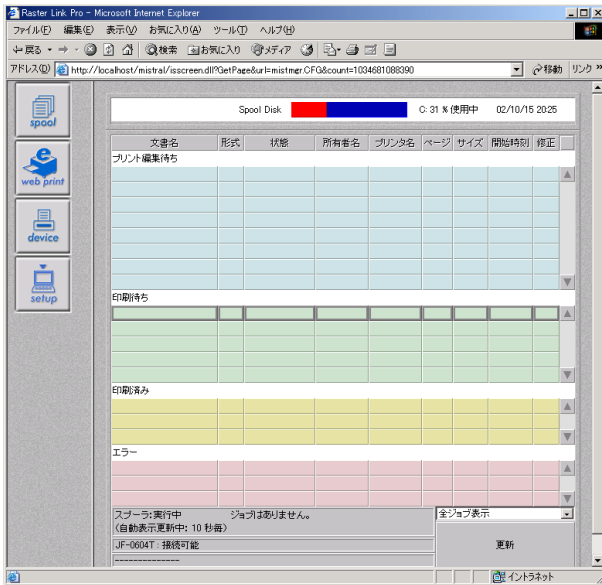 Raster Link Pro - Microsoft Internet Explorer
ファイル(F) 編集(E) 表示(V) お気に入り(A) ツール(T) ヘルプ(H)
戻る 検索 お気に入り メディア
アドレス(D) http://localhost/mistral/isscreen.dll?GetPage&url=mistmgr.CFG&count=1034681088390 移動 リンク »
spool
web print
device
setup
Spool Disk C: 31 % 使用中 02/10/15 20:25
文書名 形式 状態 所有者名 プリンタ名 ページ サイズ 開始時刻 修正
プリント編集待ち
印刷待ち
印刷済み
エラー
スプーラ:実行中 ジョブはありません。
(自動表示更新中: 10 秒毎)
全ジョブ表示
JF-0604T : 接続可能
--------------
更新
イントラネット